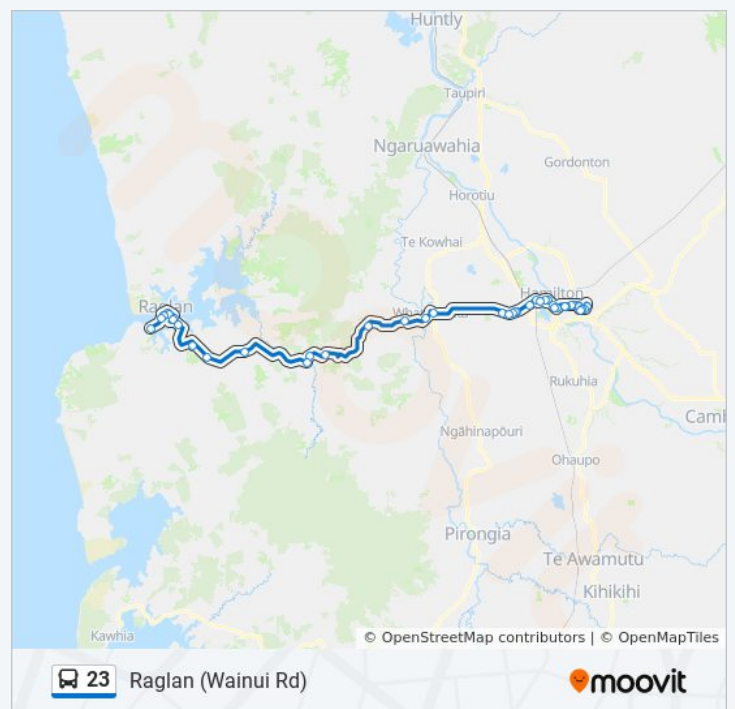 Huntly
Taupiri
Ngaruawahia
Gordonton
Horotiu
Te Kowhai
Hamilton
Raglan
Rukuhia
Caml
Ngāhinapōuri
Ohaupo
Pirongia
Te Awamutu
Kihikihi
Kawhia
© OpenStreetMap contributors | © OpenMapTiles
23 Raglan (Wainui Rd)
moovit